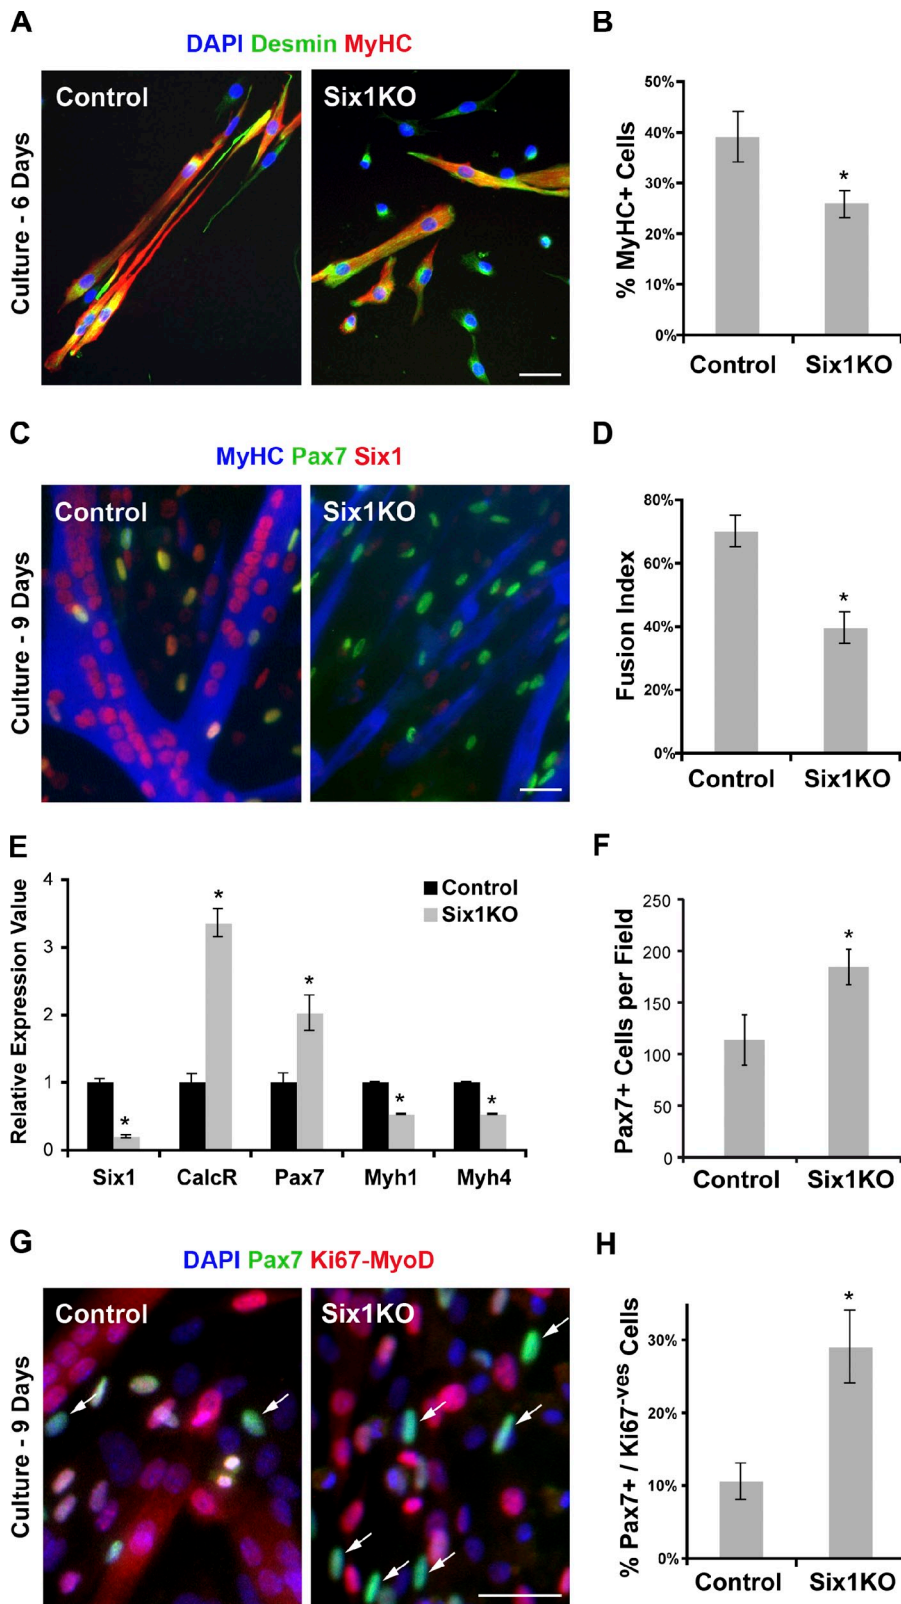 A
DAPI Desmin MyHC
Culture - 6 Days
Control
Six1KO
B
% MyHC+ Cells
50%
40%
30%
20%
10%
0%
*
Control Six1KO
C
MyHC Pax7 Six1
Culture - 9 Days
Control
Six1KO
D
Fusion Index
80%
60%
40%
20%
0%
*
Control Six1KO
E
Relative Expression Value
4
3
2
1
0
Control
Six1KO
* * * * *
Six1 CalcR Pax7 Myh1 Myh4
F
Pax7+ Cells per Field
250
200
150
100
50
0
*
Control Six1KO
G
DAPI Pax7 Ki67-MyoD
Culture - 9 Days
Control
Six1KO
H
% Pax7+ / Ki67-ves Cells
30%
20%
10%
0%
*
Control Six1KO